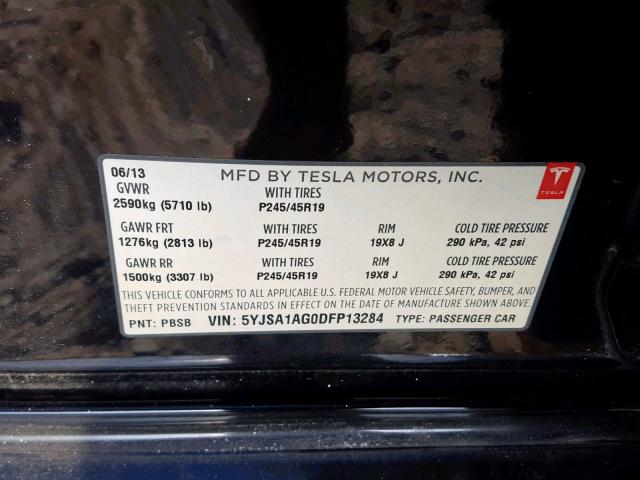 06/13 MFD BY TESLA MOTORS, INC.
GVWR WITH TIRES
2590kg (5710 lb) P245/45R19
TESLA
GAWR FRT WITH TIRES RIM COLD TIRE PRESSURE
1276kg (2813 lb) P245/45R19 19X8 J 290 kPa, 42 psi
GAWR RR WITH TIRES RIM COLD TIRE PRESSURE
1500kg (3307 lb) P245/45R19 19X8 J 290 kPa, 42 psi
THIS VEHICLE CONFORMS TO ALL APPLICABLE U.S. FEDERAL MOTOR VEHICLE SAFETY, BUMPER, AND
THEFT PREVENTION STANDARDS IN EFFECT ON THE DATE OF MANUFACTURE SHOWN ABOVE.
PNT: PBSB VIN: 5YJSA1AG0DFP13284 TYPE: PASSENGER CAR